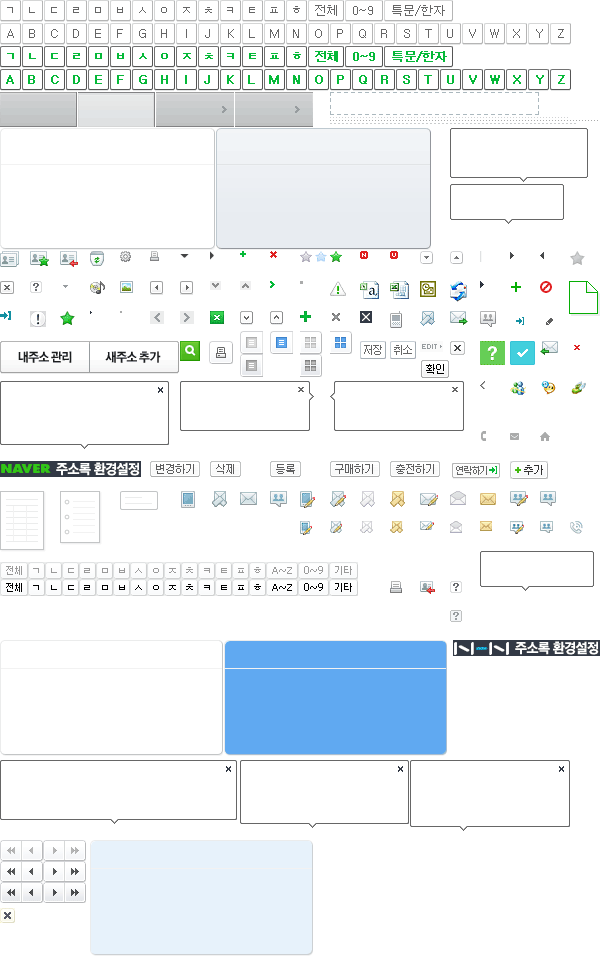 ㄱ ㄴ ㄷ ㄹ ㅁ ㅂ ㅅ ㅇ ㅈ ㅊ ㅋ ㅌ ㅍ ㅎ 전체 0~9 특문/한자
A B C D E F G H I J K L M N O P Q R S T U V W X Y Z
ㄱ ㄴ ㄷ ㄹ ㅁ ㅂ ㅅ ㅇ ㅈ ㅊ ㅋ ㅌ ㅍ ㅎ 전체 0~9 특문/한자
A B C D E F G H I J K L M N O P Q R S T U V W X Y Z
N U
내주소 관리 새주소 추가 저장 취소 EDIT
확인
NAVER 주소록 환경설정 변경하기 삭제 등록 구매하기 충전하기 연락하기 +추가
전체 ㄱ ㄴ ㄷ ㄹ ㅁ ㅂ ㅅ ㅇ ㅈ ㅊ ㅋ ㅌ ㅍ ㅎ A~Z 0~9 기타
전체 ㄱ ㄴ ㄷ ㄹ ㅁ ㅂ ㅅ ㅇ ㅈ ㅊ ㅋ ㅌ ㅍ ㅎ A~Z 0~9 기타
주소록 환경설정